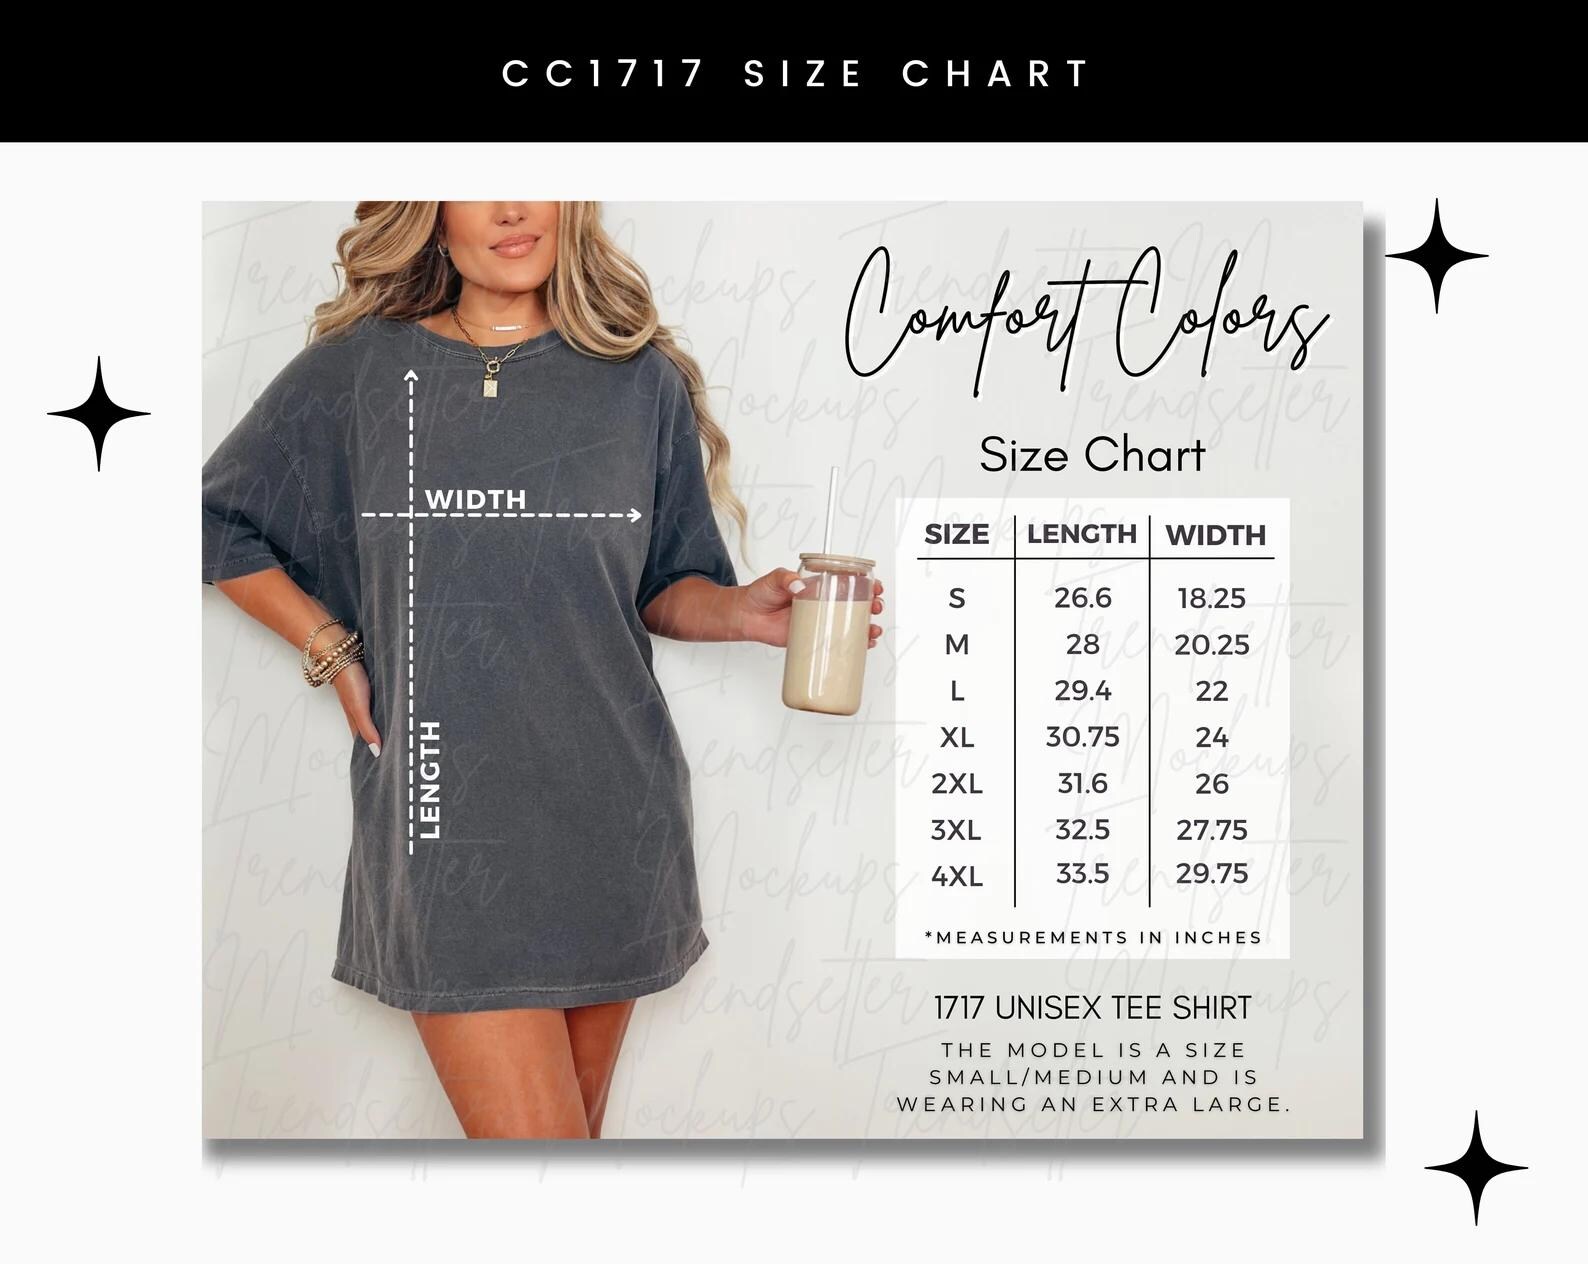 CC1717 SIZE CHART
Comfort Colors
Size Chart
SIZE LENGTH WIDTH
S 26.6 18.25
M 28 20.25
L 29.4 22
XL 30.75 24
2XL 31.6 26
3XL 32.5 27.75
4XL 33.5 29.75
*MEASUREMENTS IN INCHES
1717 UNISEX TEE SHIRT
THE MODEL IS A SIZE
SMALL/MEDIUM AND IS
WEARING AN EXTRA LARGE.
WIDTH
LENGTH
Trendsetter Mockups